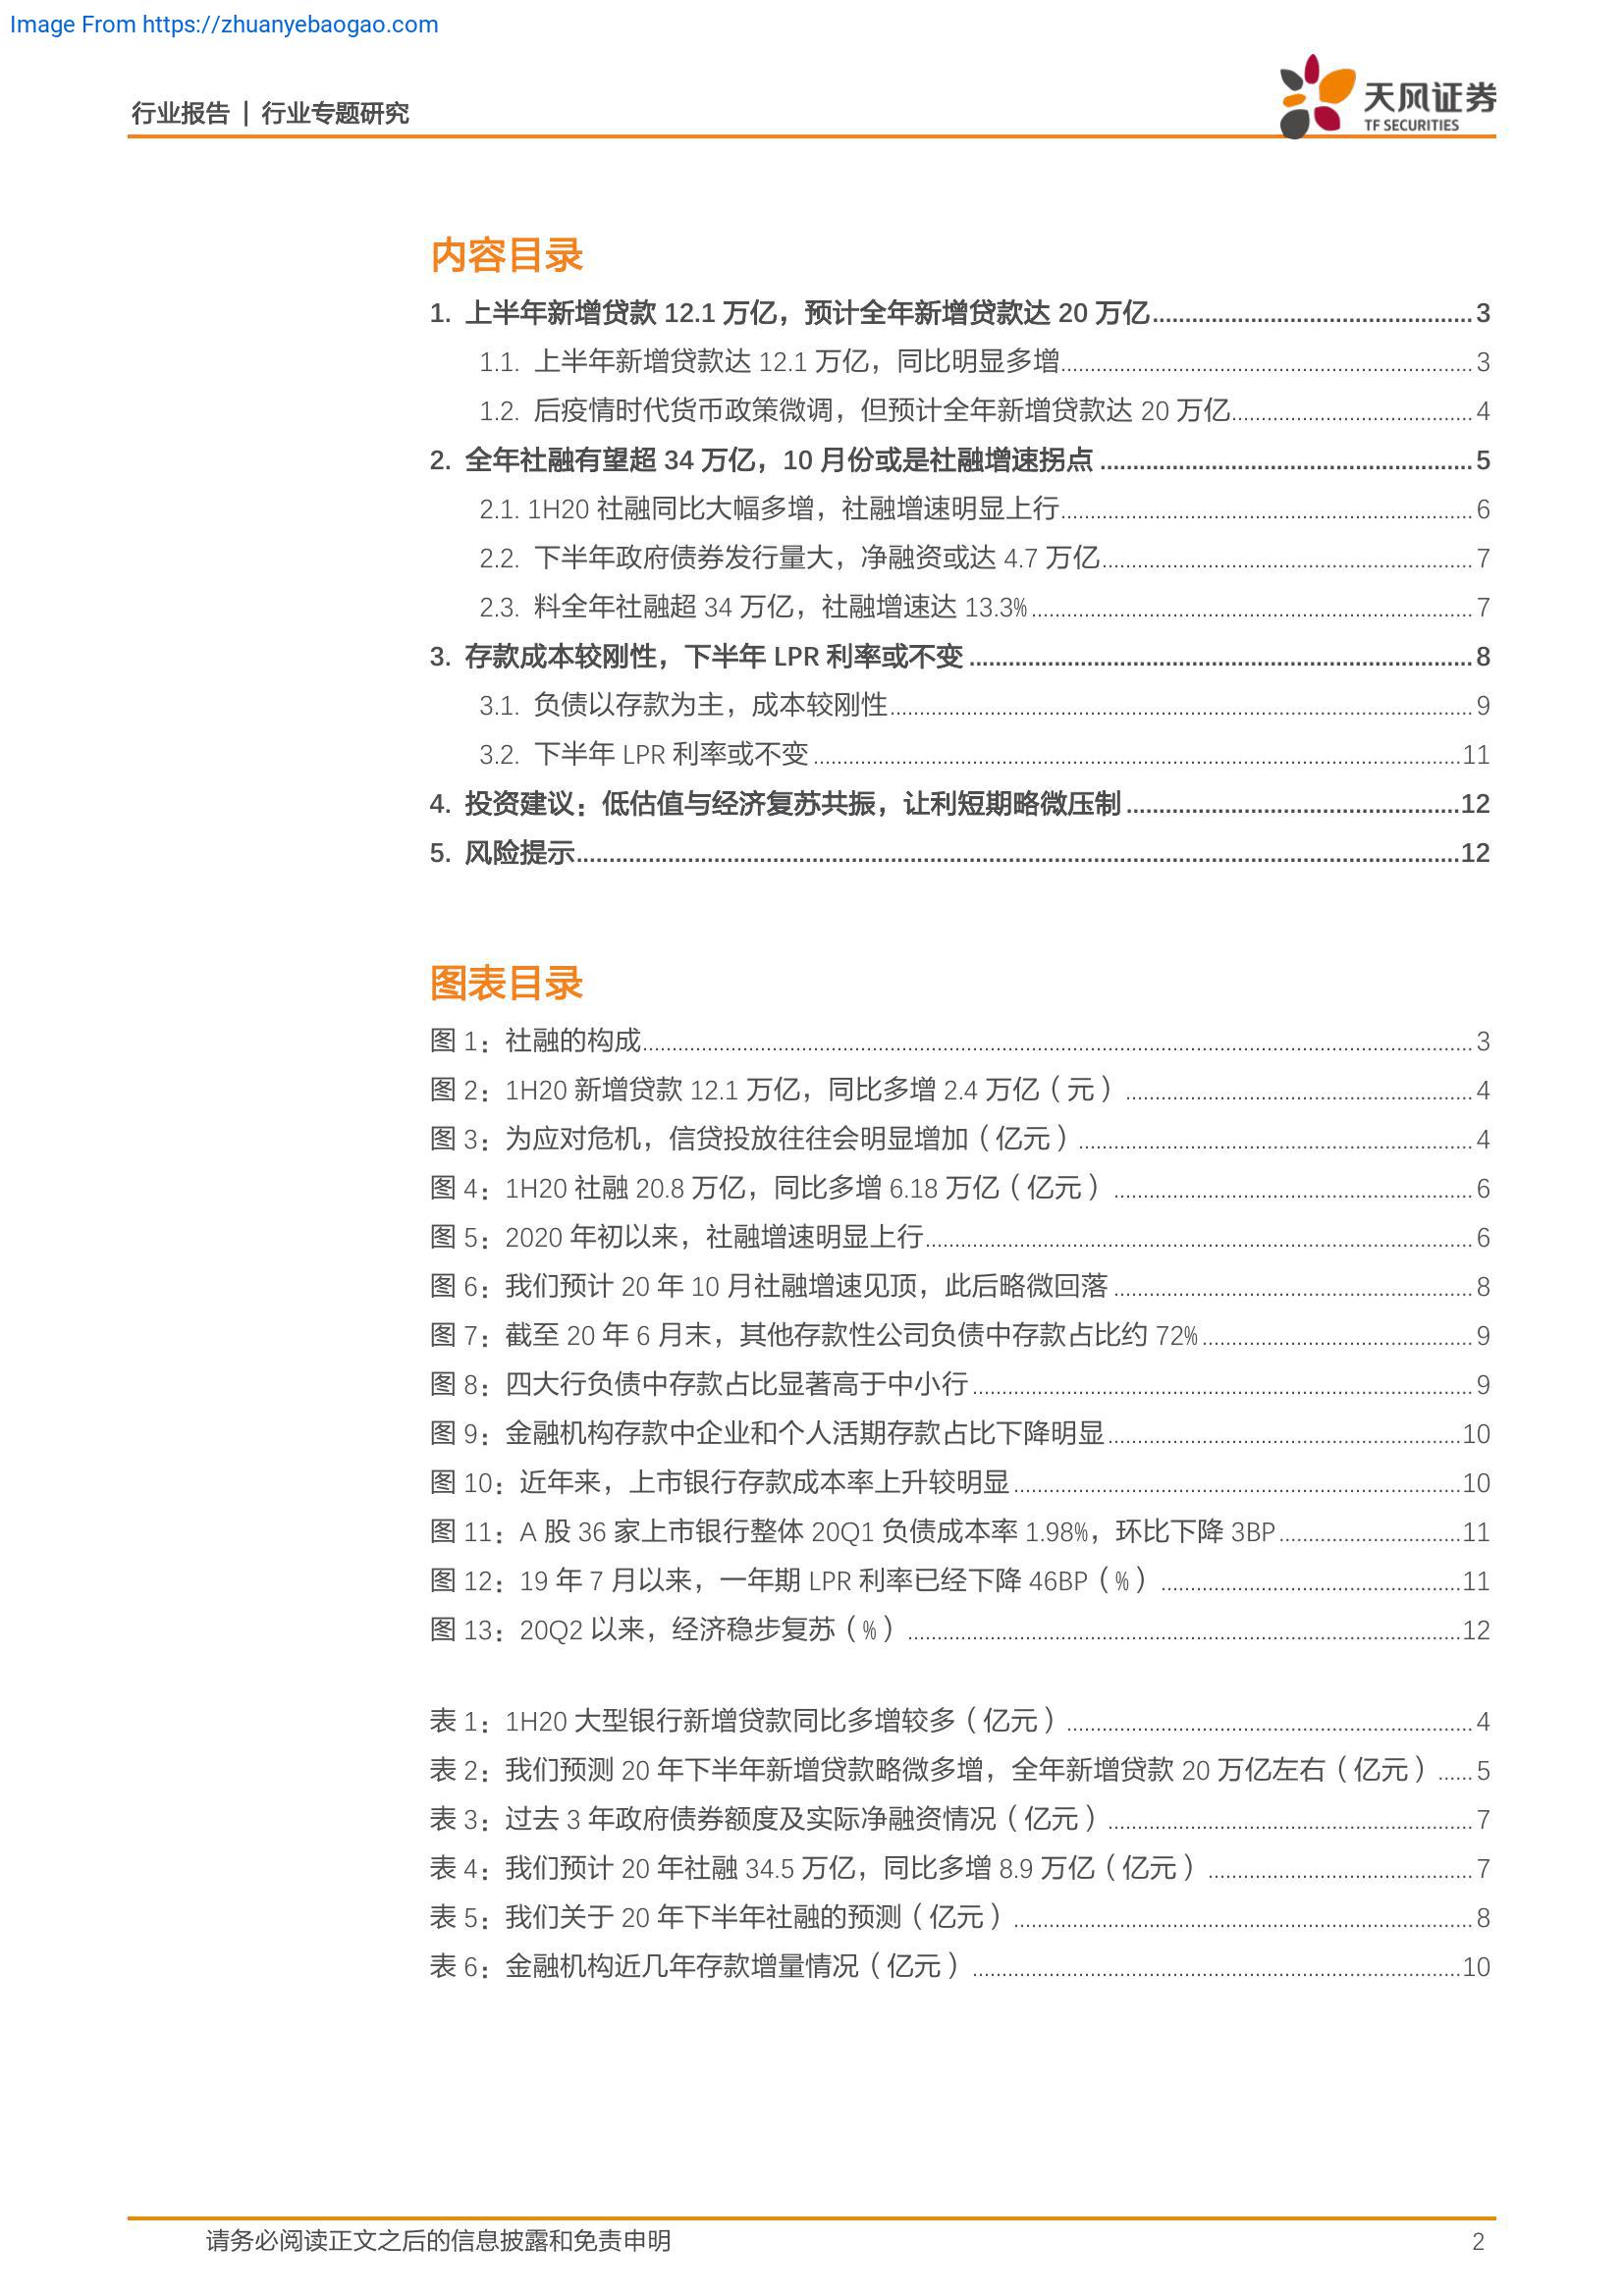 Image From https://zhuanyebaogao.com
行业报告 | 行业专题研究
天风证券
TF SECURITIES
内容目录
1. 上半年新增贷款 12.1 万亿，预计全年新增贷款达 20 万亿 3
1.1. 上半年新增贷款达 12.1 万亿，同比明显多增 3
1.2. 后疫情时代货币政策微调，但预计全年新增贷款达 20 万亿 4
2. 全年社融有望超 34 万亿，10 月份或是社融增速拐点 5
2.1. 1H20 社融同比大幅多增，社融增速明显上行 6
2.2. 下半年政府债券发行量大，净融资或达 4.7 万亿 7
2.3. 料全年社融超 34 万亿，社融增速达 13.3% 7
3. 存款成本较刚性，下半年 LPR 利率或不变 8
3.1. 负债以存款为主，成本较刚性 9
3.2. 下半年 LPR 利率或不变 11
4. 投资建议：低估值与经济复苏共振，让利短期略微压制 12
5. 风险提示 12
图表目录
图 1：社融的构成 3
图 2：1H20 新增贷款 12.1 万亿，同比多增 2.4 万亿（元） 4
图 3：为应对危机，信贷投放往往会明显增加（亿元） 4
图 4：1H20 社融 20.8 万亿，同比多增 6.18 万亿（亿元） 6
图 5：2020 年初以来，社融增速明显上行 6
图 6：我们预计 20 年 10 月社融增速见顶，此后略微回落 8
图 7：截至 20 年 6 月末，其他存款性公司负债中存款占比约 72% 9
图 8：四大行负债中存款占比显著高于中小行 9
图 9：金融机构存款中企业和个人活期存款占比下降明显 10
图 10：近年来，上市银行存款成本率上升较明显 10
图 11：A 股 36 家上市银行整体 20Q1 负债成本率 1.98%，环比下降 3BP 11
图 12：19 年 7 月以来，一年期 LPR 利率已经下降 46BP（%） 11
图 13：20Q2 以来，经济稳步复苏（%） 12
表 1：1H20 大型银行新增贷款同比多增较多（亿元） 4
表 2：我们预测 20 年下半年新增贷款略微多增，全年新增贷款 20 万亿左右（亿元） 5
表 3：过去 3 年政府债券额度及实际净融资情况（亿元） 7
表 4：我们预计 20 年社融 34.5 万亿，同比多增 8.9 万亿（亿元） 7
表 5：我们关于 20 年下半年社融的预测（亿元） 8
表 6：金融机构近几年存款增量情况（亿元） 10
请务必阅读正文之后的信息披露和免责申明 2